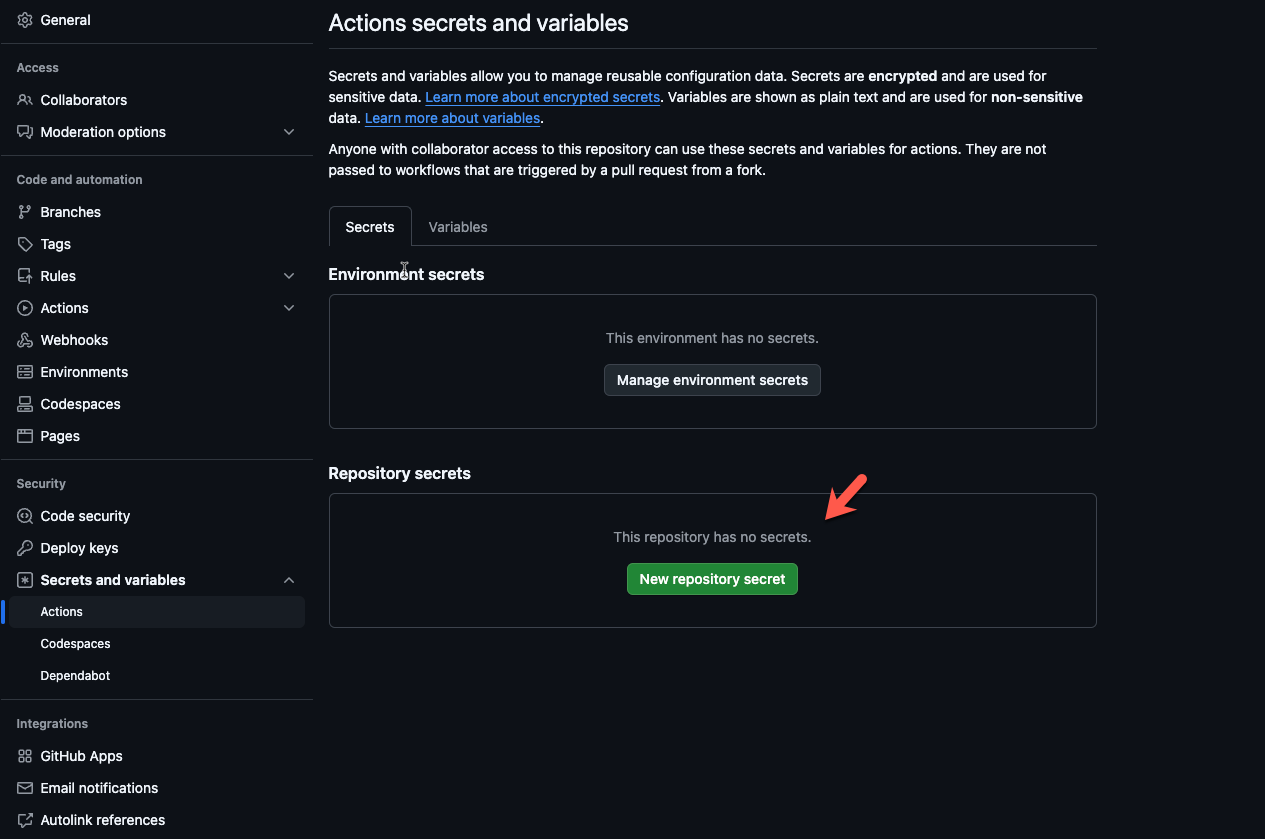 General
Access
Collaborators
Moderation options
Code and automation
Branches
Tags
Rules
Actions
Webhooks
Environments
Codespaces
Pages
Security
Code security
Deploy keys
Secrets and variables
Actions
Codespaces
Dependabot
Integrations
GitHub Apps
Email notifications
Autolink references
Actions secrets and variables
Secrets and variables allow you to manage reusable configuration data. Secrets are encrypted and are used for
sensitive data. Learn more about encrypted secrets. Variables are shown as plain text and are used for non-sensitive
data. Learn more about variables.
Anyone with collaborator access to this repository can use these secrets and variables for actions. They are not
passed to workflows that are triggered by a pull request from a fork.
Secrets
Variables
Environment secrets
This environment has no secrets.
Manage environment secrets
Repository secrets
This repository has no secrets.
New repository secret